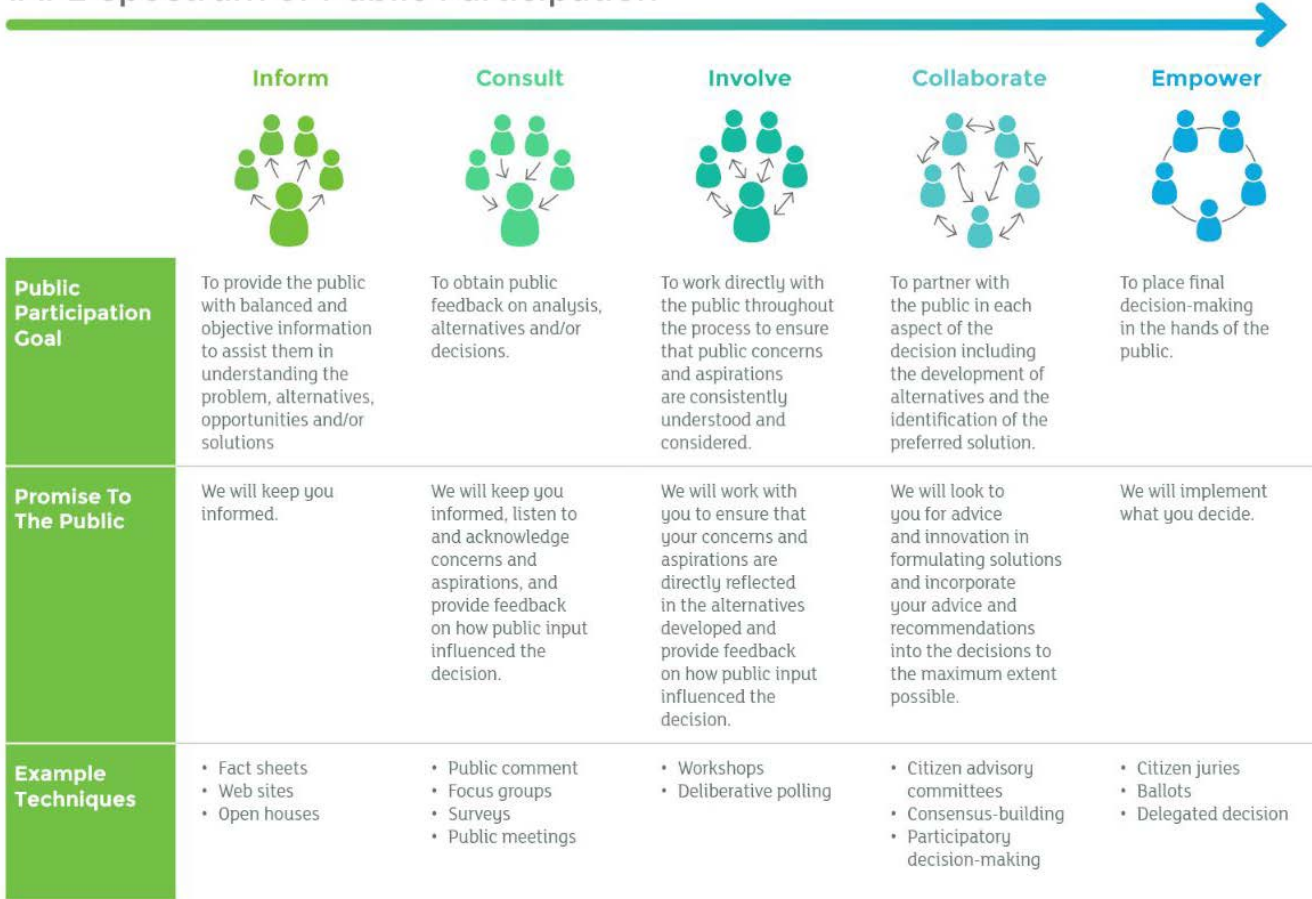 Inform
Consult
Involve
Collaborate
Empower
Public
Participation
Goal
To provide the public
with balanced and
objective information
to assist them in
understanding the
problem, alternatives,
opportunities and/or
solutions
To obtain public
feedback on analysis,
alternatives and/or
decisions.
To work directly with
the public throughout
the process to ensure
that public concerns
and aspirations
are consistently
understood and
considered.
To partner with
the public in each
aspect of the
decision including
the development of
alternatives and the
identification of the
preferred solution.
To place final
decision-making
in the hands of the
public.
Promise To
The Public
We will keep you
informed.
We will keep you
informed, listen to
and acknowledge
concerns and
aspirations, and
provide feedback
on how public input
influenced the
decision.
We will work with
you to ensure that
your concerns and
aspirations are
directly reflected
in the alternatives
developed and
provide feedback
on how public input
influenced the
decision.
We will look to
you for advice
and innovation in
formulating solutions
and incorporate
your advice and
recommendations
into the decisions to
the maximum extent
possible.
We will implement
what you decide.
Example
Techniques
• Fact sheets
• Web sites
• Open houses
• Public comment
• Focus groups
• Surveys
• Public meetings
• Workshops
• Deliberative polling
• Citizen advisory
committees
• Consensus-building
• Participatory
decision-making
• Citizen juries
• Ballots
• Delegated decision